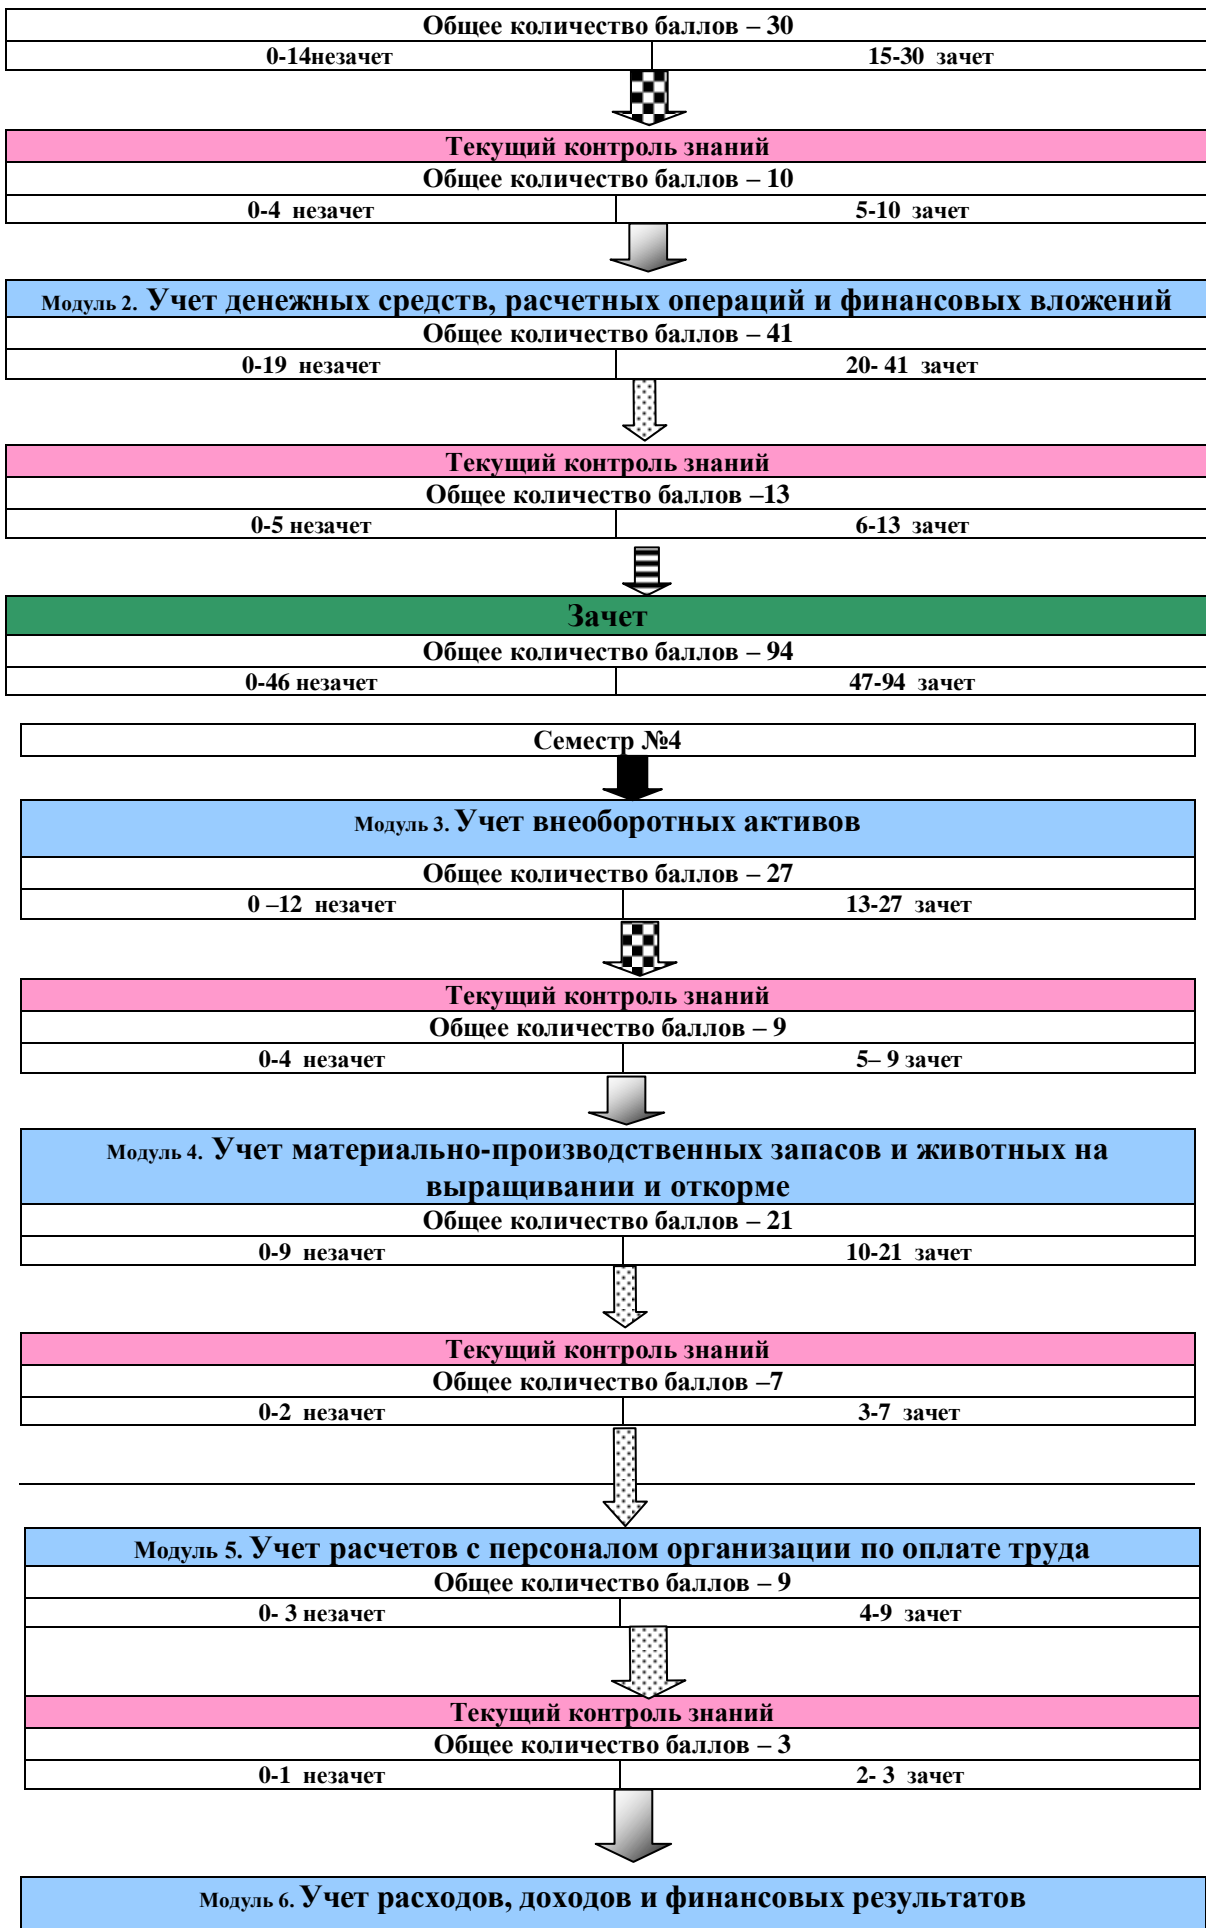 Общее количество баллов – 30
0-14незачет 15-30 зачет
Текущий контроль знаний
Общее количество баллов – 10
0-4 незачет 5-10 зачет
Модуль 2. Учет денежных средств, расчетных операций и финансовых вложений
Общее количество баллов – 41
0-19 незачет 20- 41 зачет
Текущий контроль знаний
Общее количество баллов –13
0-5 незачет 6-13 зачет
Зачет
Общее количество баллов – 94
0-46 незачет 47-94 зачет
Семестр №4
Модуль 3. Учет внеоборотных активов
Общее количество баллов – 27
0 –12 незачет 13-27 зачет
Текущий контроль знаний
Общее количество баллов – 9
0-4 незачет 5– 9 зачет
Модуль 4. Учет материально-производственных запасов и животных на
выращивании и откорме
Общее количество баллов – 21
0-9 незачет 10-21 зачет
Текущий контроль знаний
Общее количество баллов –7
0-2 незачет 3-7 зачет
Модуль 5. Учет расчетов с персоналом организации по оплате труда
Общее количество баллов – 9
0- 3 незачет 4-9 зачет
Текущий контроль знаний
Общее количество баллов – 3
0-1 незачет 2- 3 зачет
Модуль 6. Учет расходов, доходов и финансовых результатов